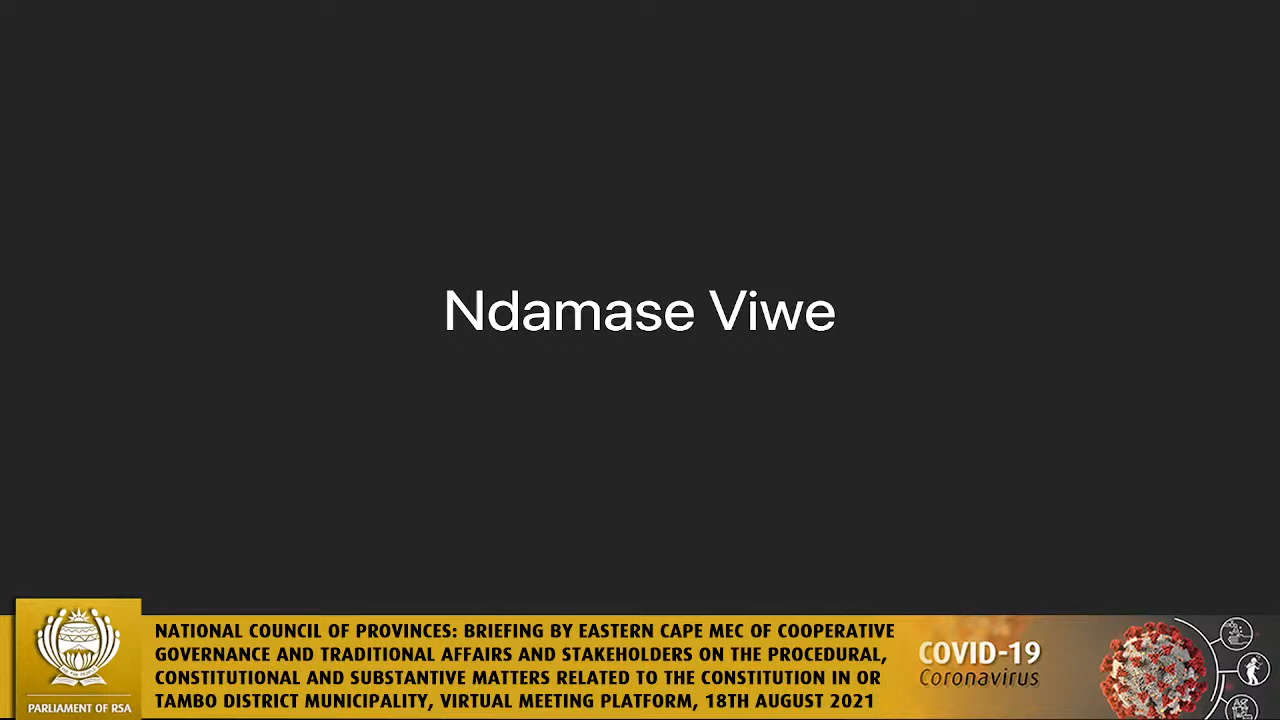 Ndamase Viwe
NATIONAL COUNCIL OF PROVINCES: BRIEFING BY EASTERN CAPE MEC OF COOPERATIVE
GOVERNANCE AND TRADITIONAL AFFAIRS AND STAKEHOLDERS ON THE PROCEDURAL,
CONSTITUTIONAL AND SUBSTANTIVE MATTERS RELATED TO THE CONSTITUTION IN OR
TAMBO DISTRICT MUNICIPALITY, VIRTUAL MEETING PLATFORM, 18TH AUGUST 2021
PARLIAMENT OF RSA
COVID-19
Coronavirus